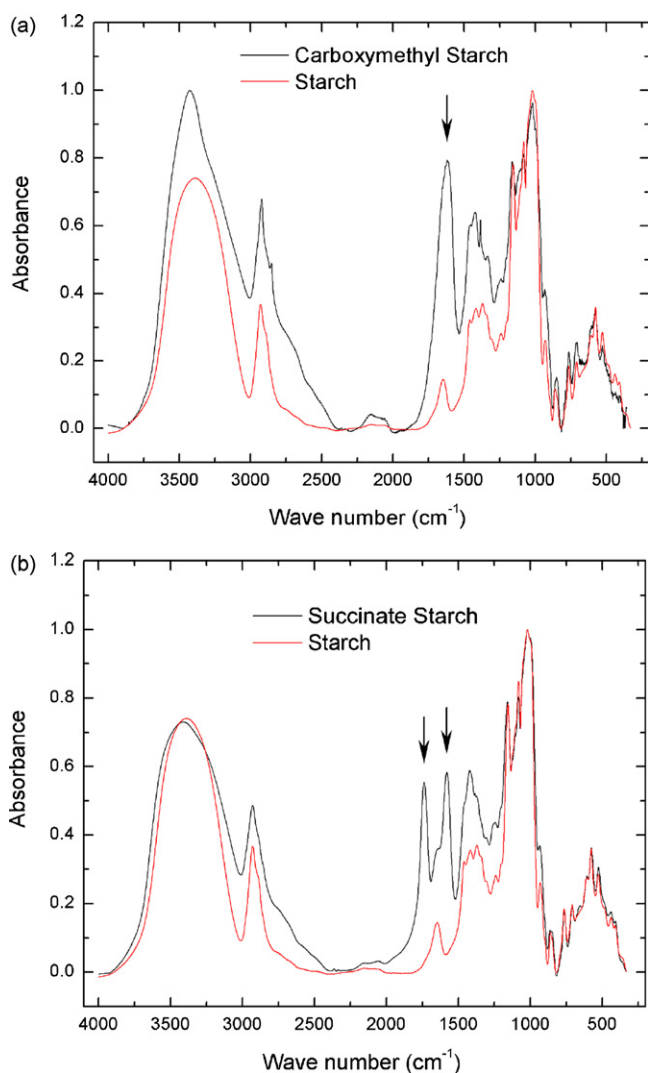 (a)
1.2
Carboxymethyl Starch
Starch
1.0
0.8
0.6
0.4
0.2
0.0
Absorbance
4000 3500 3000 2500 2000 1500 1000 500
Wave number (cm⁻¹)
(b)
1.2
Succinate Starch
Starch
1.0
0.8
0.6
0.4
0.2
0.0
Absorbance
4000 3500 3000 2500 2000 1500 1000 500
Wave number (cm⁻¹)